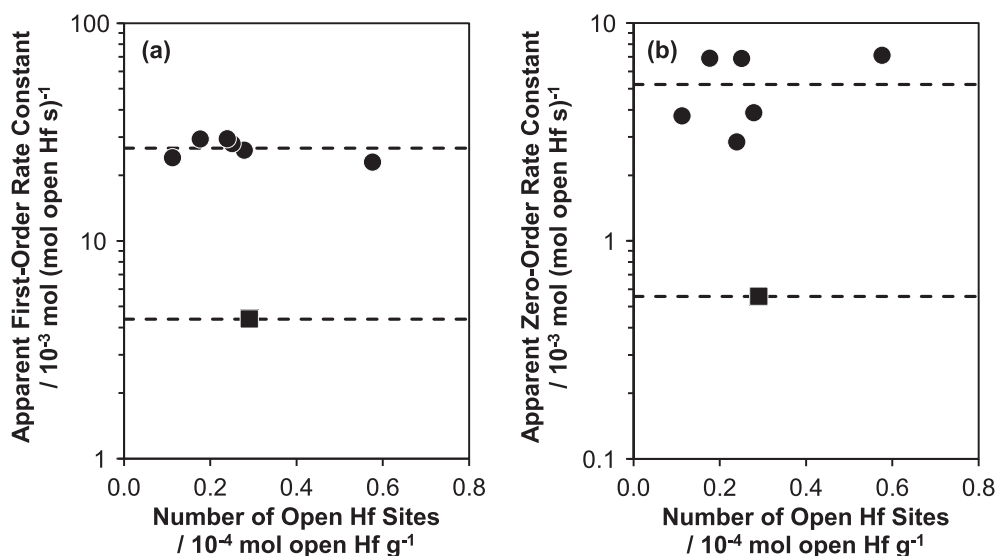 (a)
Apparent First-Order Rate Constant
/ 10⁻³ mol (mol open Hf s)⁻¹
100
10
1
0.0 0.2 0.4 0.6 0.8
Number of Open Hf Sites
/ 10⁻⁴ mol open Hf g⁻¹
(b)
Apparent Zero-Order Rate Constant
/ 10⁻³ mol (mol open Hf s)⁻¹
10
1
0.1
0.0 0.2 0.4 0.6 0.8
Number of Open Hf Sites
/ 10⁻⁴ mol open Hf g⁻¹